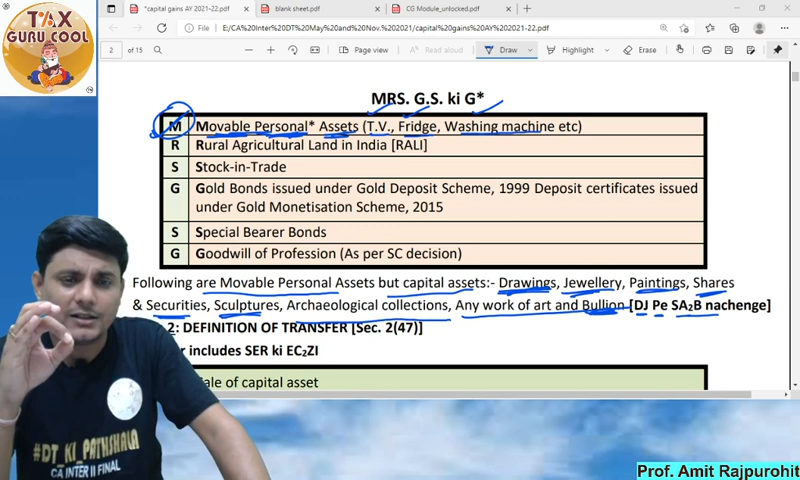 TAX
GURU COOL
*capital gains AY 2021-22.pdf
blank sheet.pdf
CG Module_unlocked.pdf
File
E:/CA%20Inter%20DT%20May%20and%20Nov.%202021/capital%20gains%20AY%202021-22.pdf
2 of 15
Page view
Read aloud
Draw
Highlight
Erase
MRS. G.S. ki G*
M Movable Personal* Assets (T.V., Fridge, Washing machine etc)
R Rural Agricultural Land in India [RALI]
S Stock-in-Trade
G Gold Bonds issued under Gold Deposit Scheme, 1999 Deposit certificates issued
under Gold Monetisation Scheme, 2015
S Special Bearer Bonds
G Goodwill of Profession (As per SC decision)
Following are Movable Personal Assets but capital assets:- Drawings, Jewellery, Paintings, Shares
& Securities, Sculptures, Archaeological collections, Any work of art and Bullion [DJ Pe SA₂B nachenge]
2: DEFINITION OF TRANSFER [Sec. 2(47)]
includes SER ki EC₂ZI
ale of capital asset
#DT_KI_PATHSHALA
CA INTER II FINAL
Prof. Amit Rajpurohit